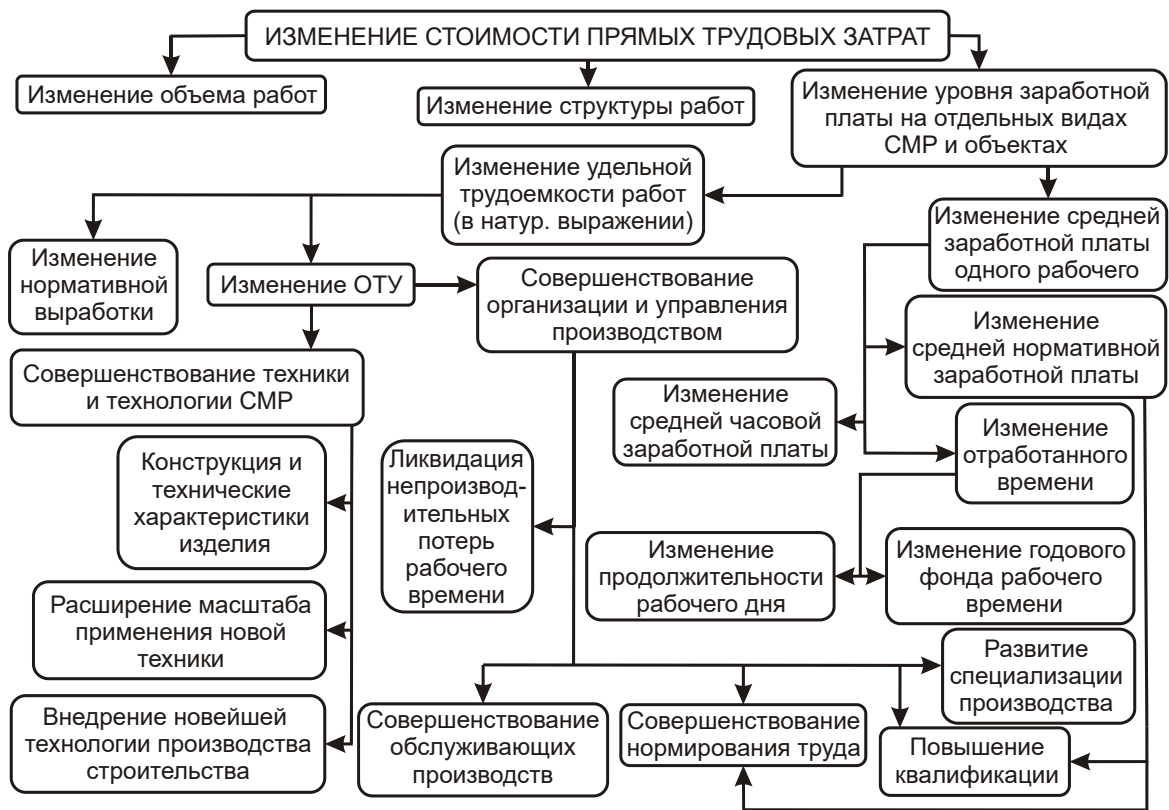 ИЗМЕНЕНИЕ СТОИМОСТИ ПРЯМЫХ ТРУДОВЫХ ЗАТРАТ
Изменение объема работ
Изменение структуры работ
Изменение уровня заработной
платы на отдельных видах
СМР и объектах
Изменение удельной
трудоемкости работ
(в натур. выражении)
Изменение средней
заработной платы
одного рабочего
Изменение
нормативной
выработки
Изменение ОТУ
Совершенствование
организации и управления
производством
Изменение
средней нормативной
заработной платы
Совершенствование техники
и технологии СМР
Изменение
средней часовой
заработной платы
Изменение
отработанного
времени
Конструкция и
технические
характеристики
изделия
Ликвидация
непроизвод-
ительных
потерь
рабочего
времени
Изменение
продолжительности
рабочего дня
Изменение годового
фонда рабочего
времени
Расширение масштаба
применения новой
техники
Развитие
специализации
производства
Внедрение новейшей
технологии производства
строительства
Совершенствование
обслуживающих
производств
Совершенствование
нормирования труда
Повышение
квалификации